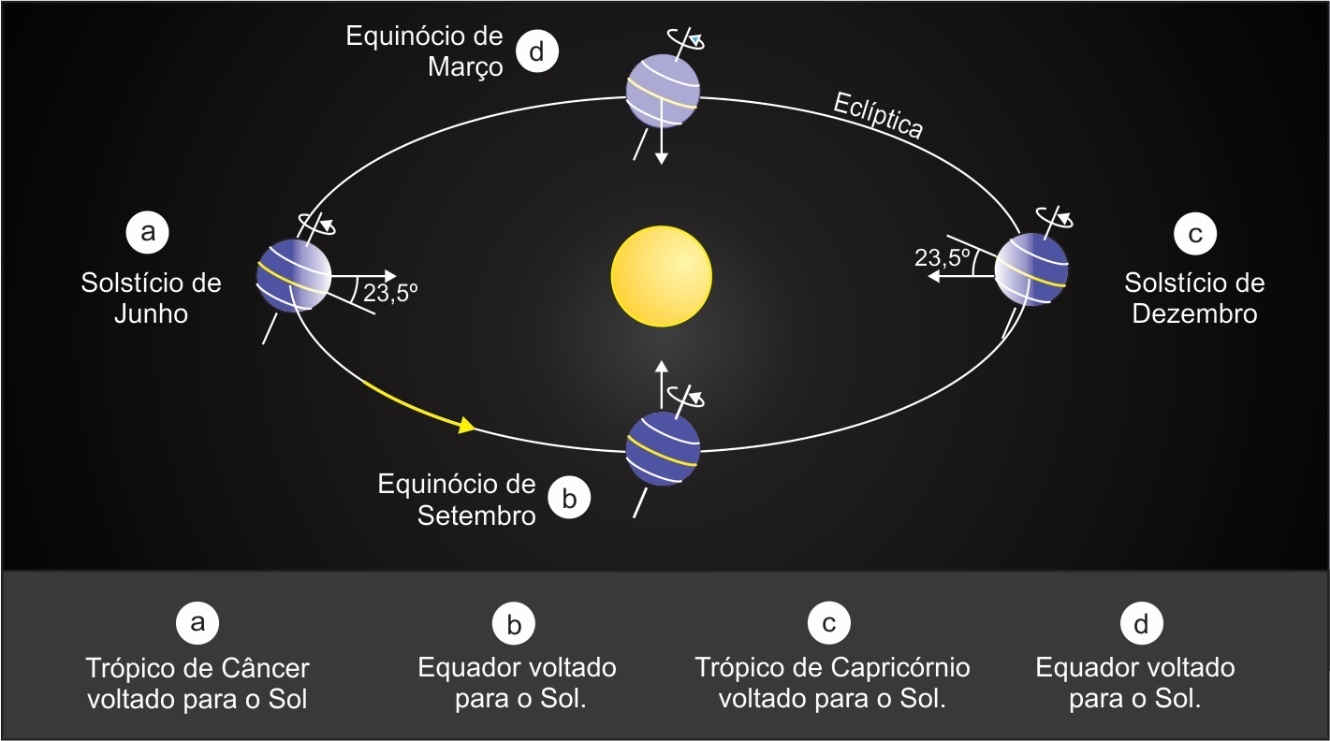 Equinócio de
Março
d
Eclíptica
a
Solstício de
Junho
23,5º
23,5º
c
Solstício de
Dezembro
Equinócio de
Setembro
b
a
Trópico de Câncer
voltado para o Sol
b
Equador voltado
para o Sol.
c
Trópico de Capricórnio
voltado para o Sol.
d
Equador voltado
para o Sol.